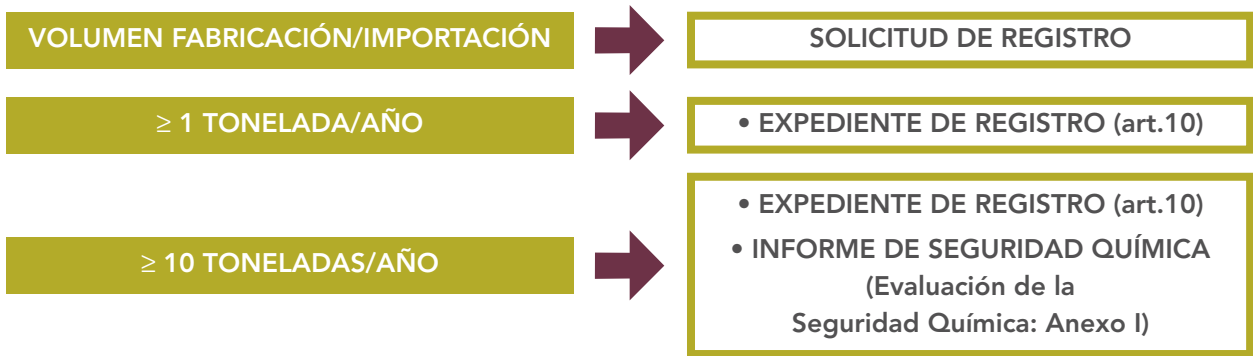 VOLUMEN FABRICACIÓN/IMPORTACIÓN
SOLICITUD DE REGISTRO
≥ 1 TONELADA/AÑO
• EXPEDIENTE DE REGISTRO (art.10)
≥ 10 TONELADAS/AÑO
• EXPEDIENTE DE REGISTRO (art.10)
• INFORME DE SEGURIDAD QUÍMICA
(Evaluación de la
Seguridad Química: Anexo I)